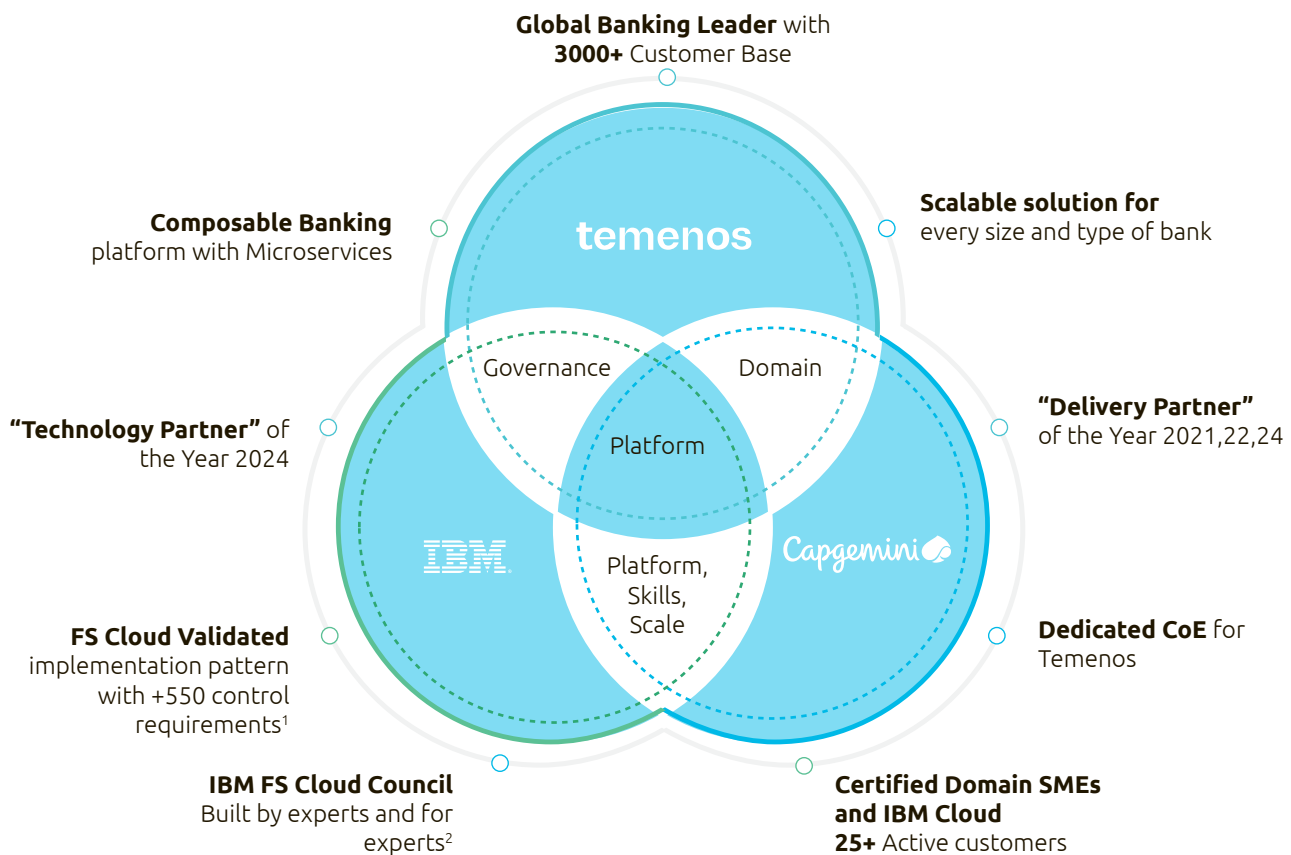 Global Banking Leader with
3000+ Customer Base
Composable Banking
platform with Microservices
temenos
Scalable solution for
every size and type of bank
Governance
Domain
Platform
“Technology Partner” of
the Year 2024
“Delivery Partner”
of the Year 2021,22,24
IBM
Capgemini
Platform,
Skills,
Scale
FS Cloud Validated
implementation pattern
with +550 control
requirements¹
Dedicated CoE for
Temenos
IBM FS Cloud Council
Built by experts and for
experts²
Certified Domain SMEs
and IBM Cloud
25+ Active customers